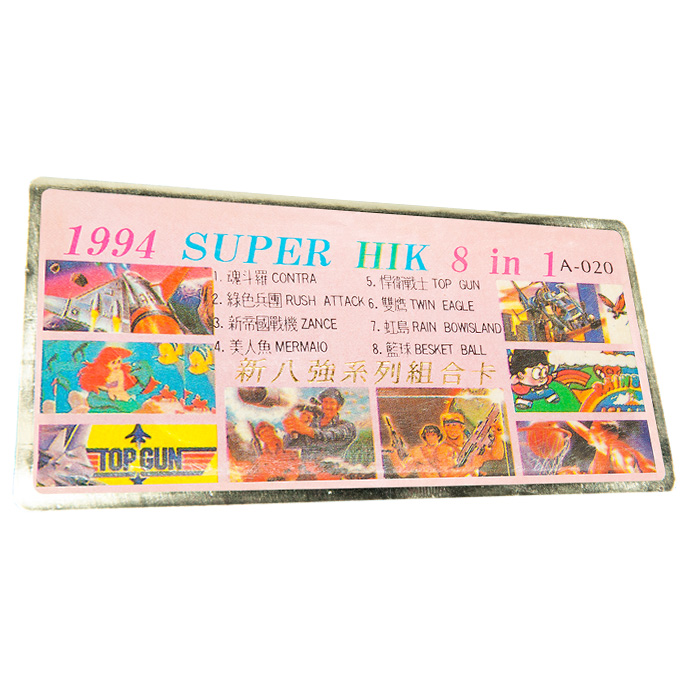 1994 SUPER HIK 8 in 1 A-020
1. 魂斗羅 CONTRA
2. 綠色兵團 RUSH ATTACK
3. 新帝國戰機 ZANCE
4. 美人魚 MERMAIO
5. 悍衛戰士 TOP GUN
6. 雙鷹 TWIN EAGLE
7. 虹島 RAIN BOWISLAND
8. 藍球 BESKET BALL
新八強系列組合卡
TOP GUN